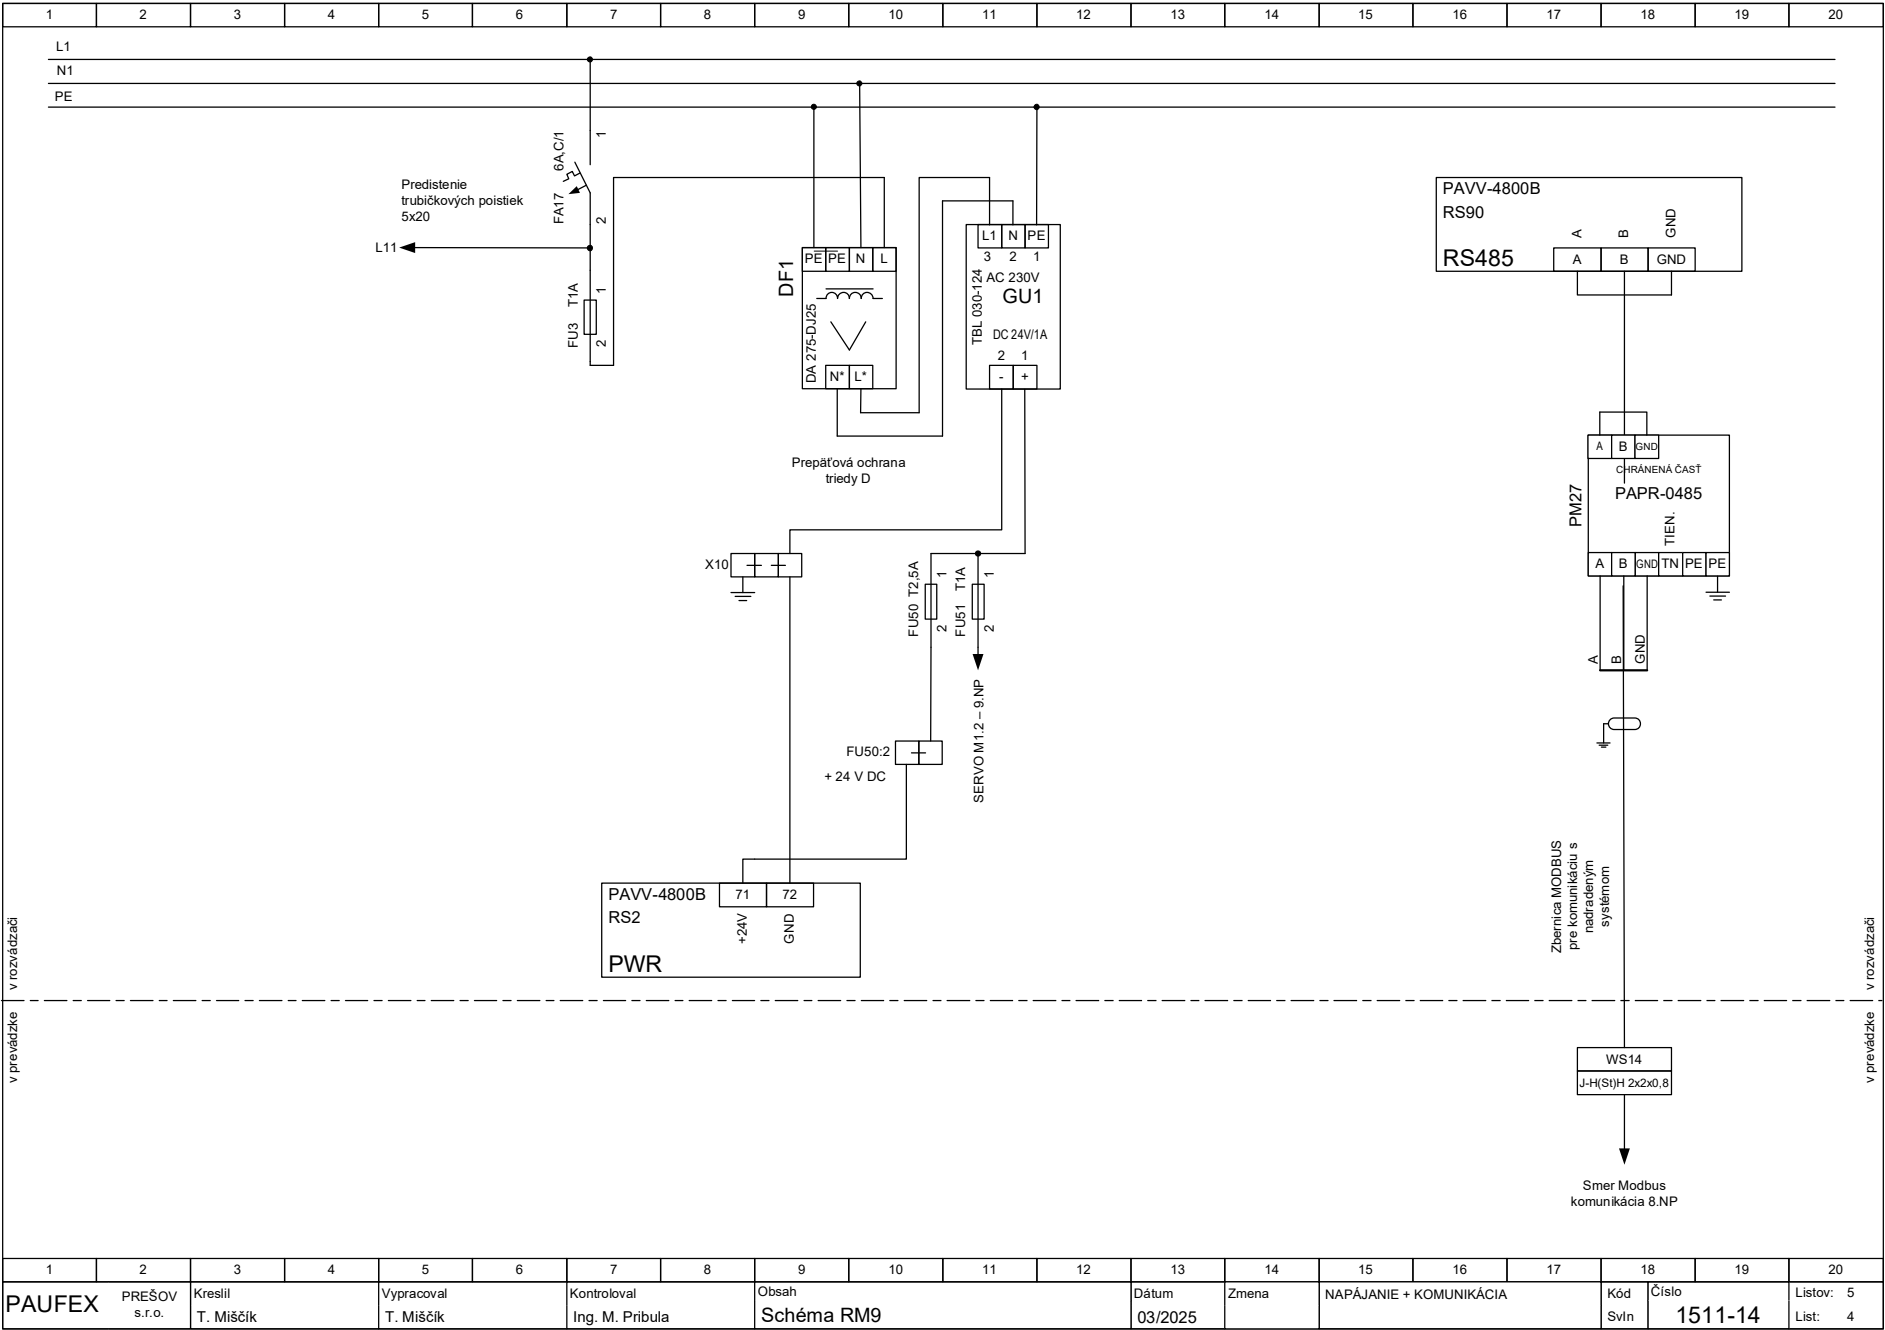 1 2 3 4 5 6 7 8 9 10 11 12 13 14 15 16 17 18 19 20
L1
N1
PE
Predistenie
trubičkových poistiek
5x20
L11
FA17 6A,C/1
1
2
FU3 T1A
1
2
DF1
DA 275-DJ25
PE PE N L
N* L*
Prepäťová ochrana
triedy D
L1 N PE
3 2 1
TBL 030-124
AC 230V
GU1
DC 24V/1A
2 1
- +
X10
FU50 T2,5A
1
2
FU51 T1A
1
2
SERVO M1.2 – 9.NP
FU50:2
+ 24 V DC
PAVV-4800B
RS2
PWR
71 72
+24V
GND
PAVV-4800B
RS90
RS485
A B GND
A B GND
A B GND
CHRÁNENÁ ČASŤ
PAPR-0485
PM27
TIEN.
A B GND TN PE PE
A B GND
Zbernica MODBUS
pre komunikáciu s
nadradeným
systémom
v rozvádzači
v prevádzke
v rozvádzači
v prevádzke
WS14
J-H(St)H 2x2x0,8
Smer Modbus
komunikácia 8.NP
1 2 3 4 5 6 7 8 9 10 11 12 13 14 15 16 17 18 19 20
PAUFEX
PREŠOV
s.r.o.
Kreslil
T. Miščík
Vypracoval
T. Miščík
Kontroloval
Ing. M. Pribula
Obsah
Schéma RM9
Dátum
03/2025
Zmena
NAPÁJANIE + KOMUNIKÁCIA
Kód
Svln
Číslo
1511-14
Listov: 5
List: 4